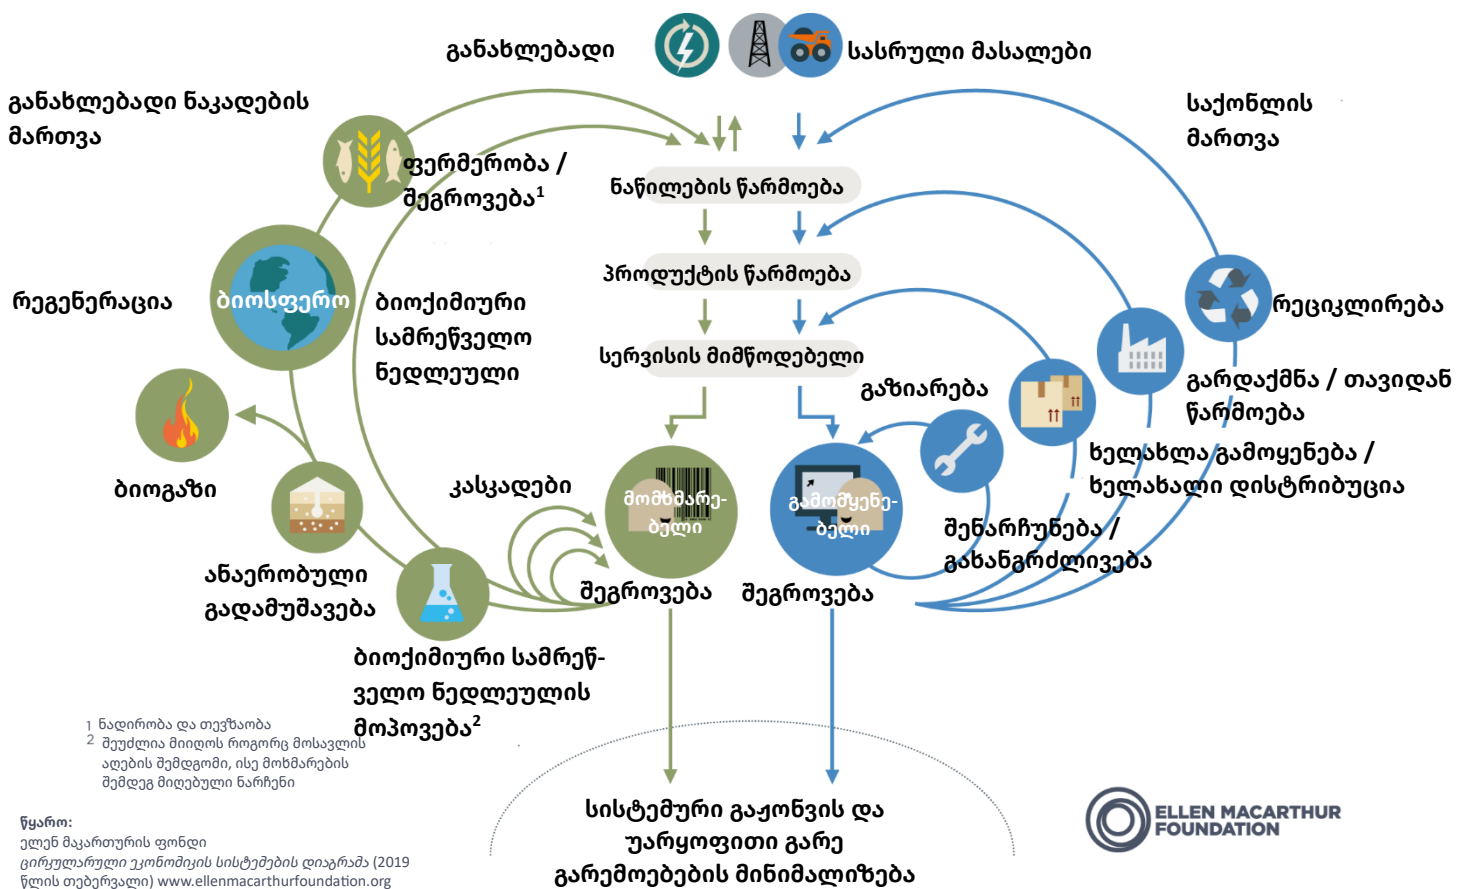 განახლებადი
სასრული მასალები
განახლებადი ნაკადების
მართვა
საქონლის
მართვა
ფერმერობა /
შეგროვება1
ნაწილების წარმოება
პროდუქტის წარმოება
სერვისის მიმწოდებელი
რეგენერაცია
ბიოსფერო
ბიოქიმიური
სამრეწველო
ნედლეული
რეციკლირება
გარდაქმნა / თავიდან
წარმოება
გაზიარება
ხელახლა გამოყენება /
ხელახალი დისტრიბუცია
ბიოგაზი
კასკადები
მომხმარე-
ბელი
გამომყენე-
ბელი
შენარჩუნება /
გახანგრძლივება
ანაერობული
გადამუშავება
შეგროვება
შეგროვება
ბიოქიმიური სამრეწ-
ველო ნედლეულის
მოპოვება2
1 ნადირობა და თევზაობა
2 შეუძლია მიიღოს როგორც მოსავლის
აღების შემდგომი, ისე მოხმარების
შემდეგ მიღებული ნარჩენი
სისტემური გაჟონვის და
უარყოფითი გარე
გარემოებების მინიმალიზება
წყარო:
ელენ მაკართურის ფონდი
ცირკულარული ეკონომიკის სისტემების დიაგრამა (2019
წლის თებერვალი) www.ellenmacarthurfoundation.org
ELLEN MACARTHUR
FOUNDATION